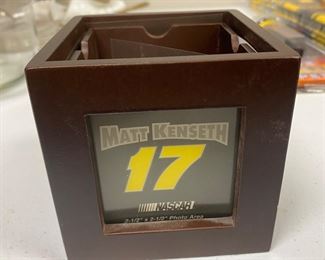 MATT KENSETH
17
NASCAR
2-1/2" x 2-1/2" Photo Area